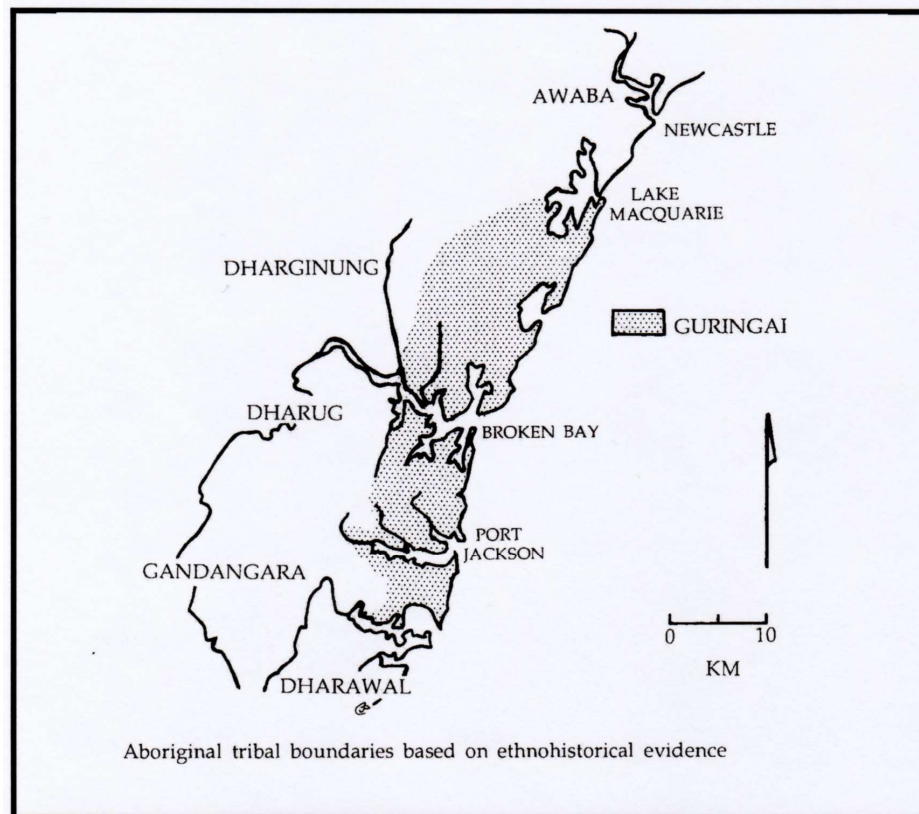 AWABA
NEWCASTLE
LAKE
MACQUARIE
DHARGINUNG
GURINGAI
DHARUG
BROKEN BAY
PORT
JACKSON
GANDANGARA
0 10
KM
DHARAWAL
Aboriginal tribal boundaries based on ethnohistorical evidence